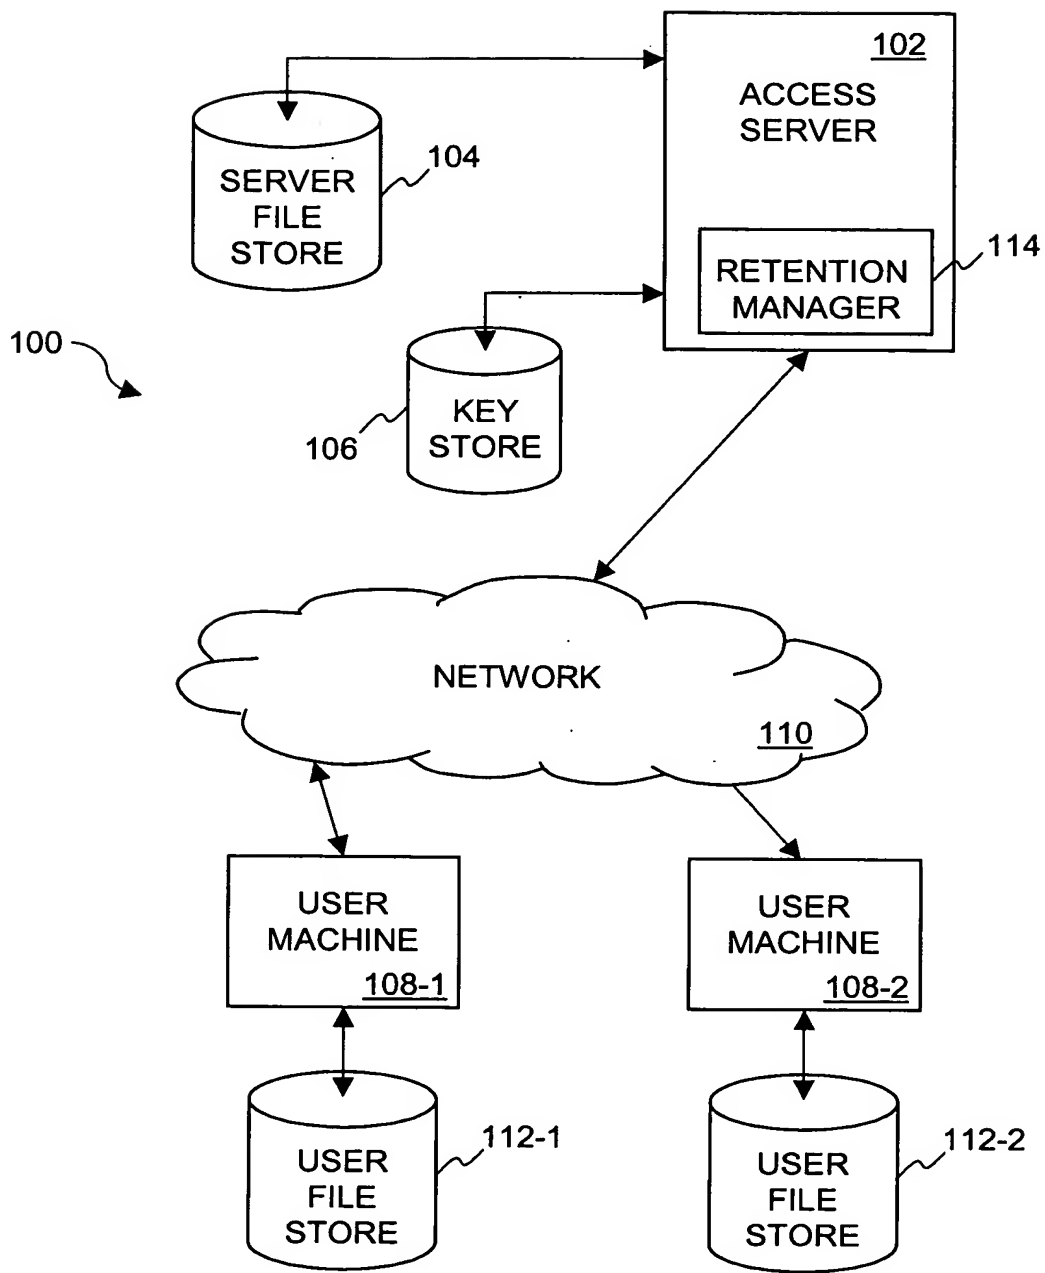 102
ACCESS
SERVER
104
SERVER
FILE
STORE
114
RETENTION
MANAGER
100
KEY
STORE
106
NETWORK
110
USER
MACHINE
108-1
USER
MACHINE
108-2
112-1
USER
FILE
STORE
112-2
USER
FILE
STORE